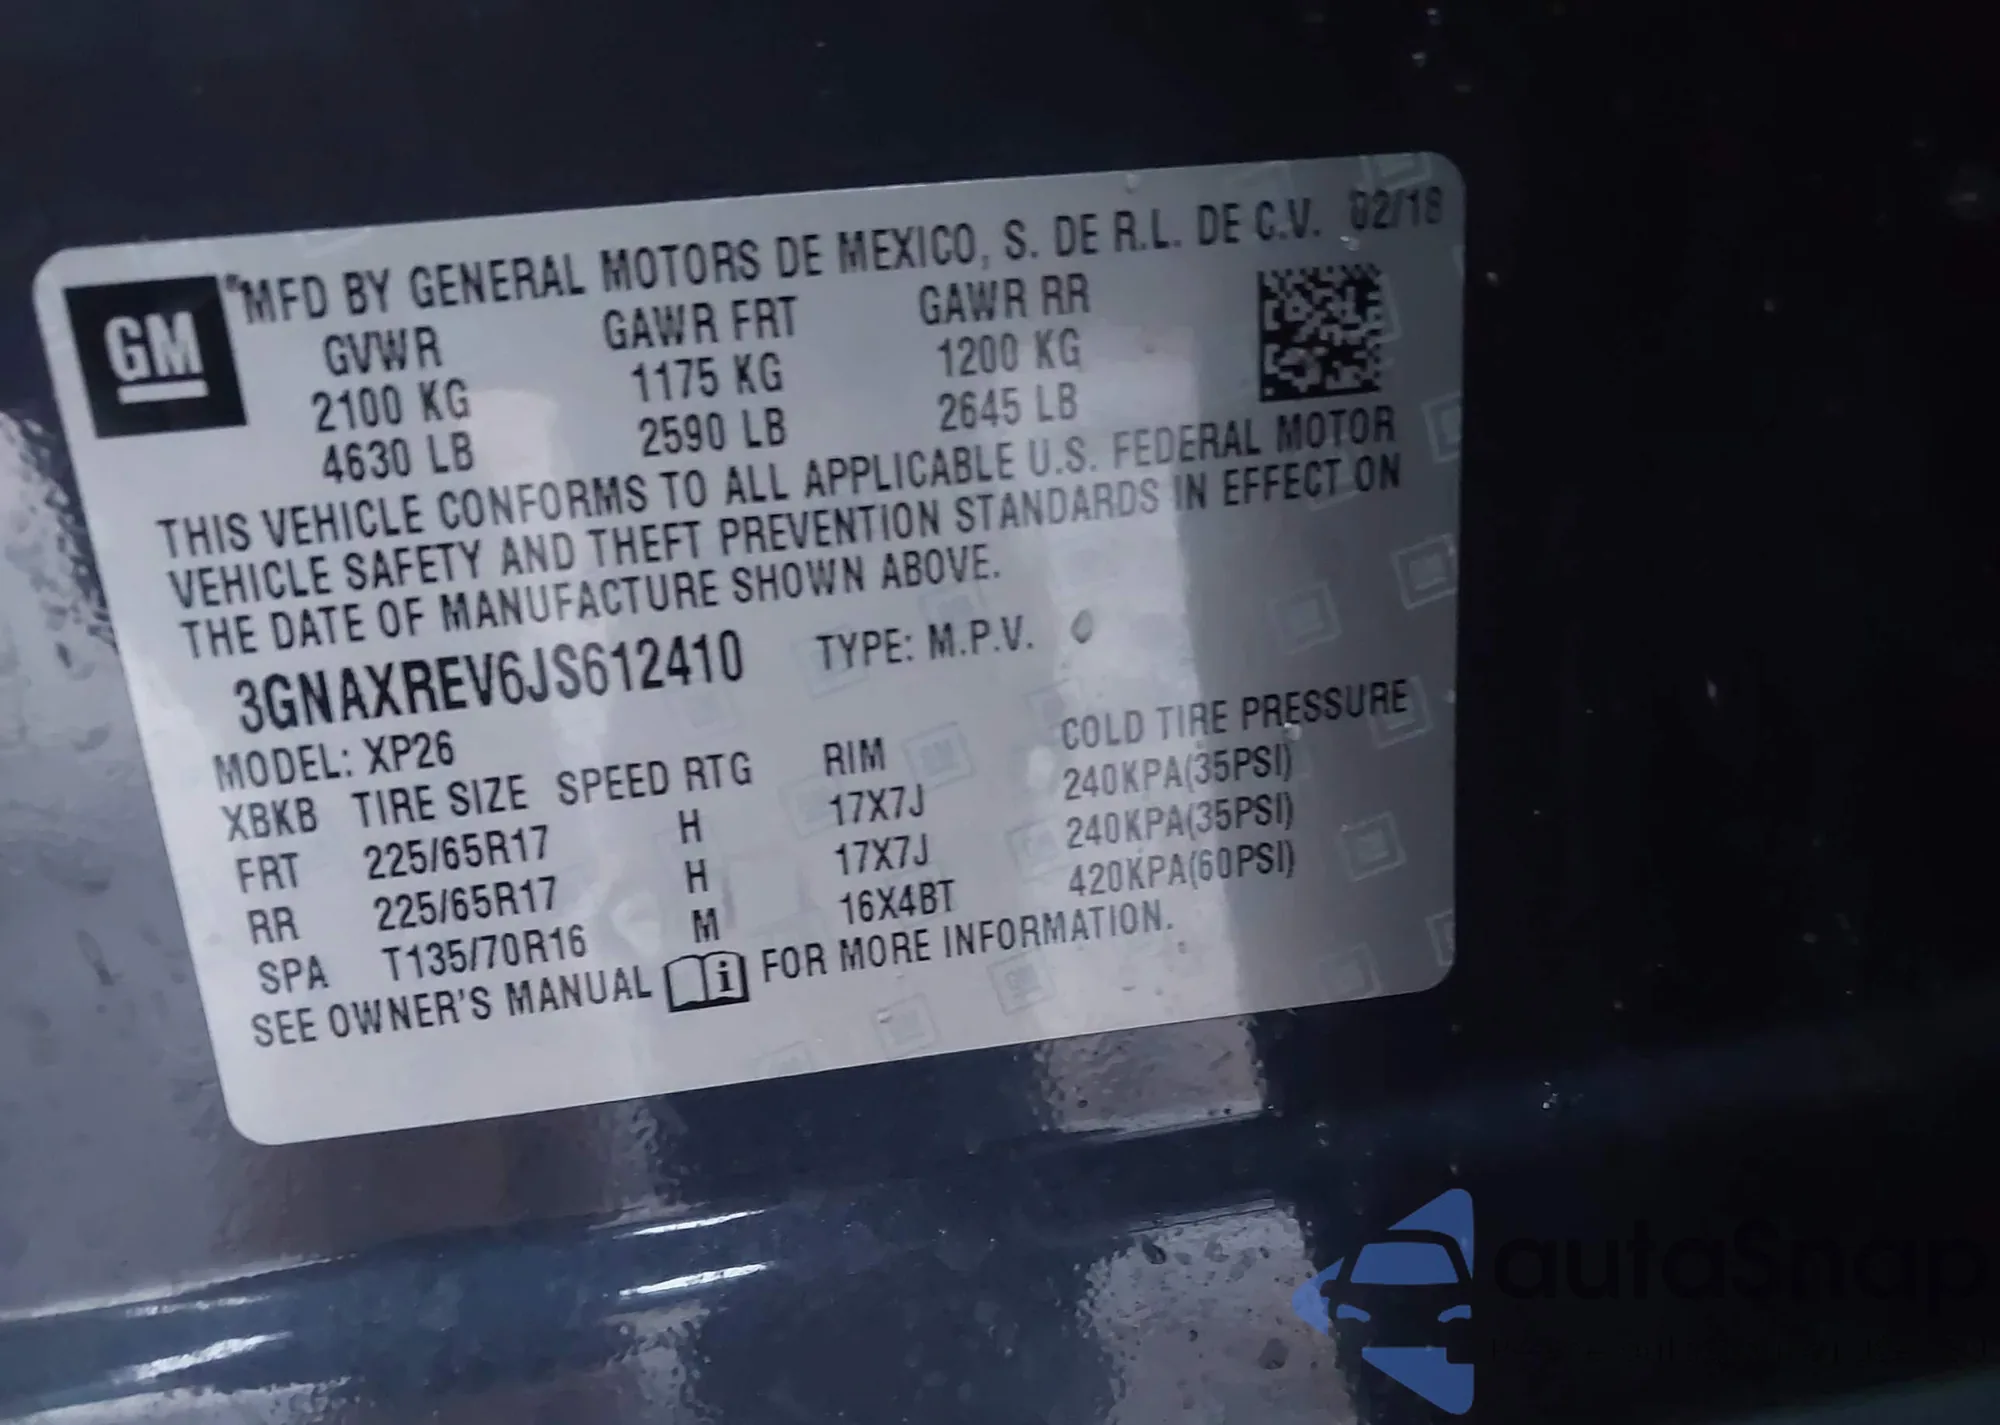 GM
"MFD BY GENERAL MOTORS DE MEXICO, S. DE R.L. DE C.V. 02/18
GVWR GAWR FRT GAWR RR
2100 KG 1175 KG 1200 KG
4630 LB 2590 LB 2645 LB
THIS VEHICLE CONFORMS TO ALL APPLICABLE U.S. FEDERAL MOTOR
VEHICLE SAFETY AND THEFT PREVENTION STANDARDS IN EFFECT ON
THE DATE OF MANUFACTURE SHOWN ABOVE.
3GNAXREV6JS612410 TYPE: M.P.V.
MODEL: XP26
XBKB TIRE SIZE SPEED RTG RIM COLD TIRE PRESSURE
FRT 225/65R17 H 17X7J 240KPA(35PSI)
RR 225/65R17 H 17X7J 240KPA(35PSI)
SPA T135/70R16 M 16X4BT 420KPA(60PSI)
SEE OWNER'S MANUAL i FOR MORE INFORMATION.
autoSnap